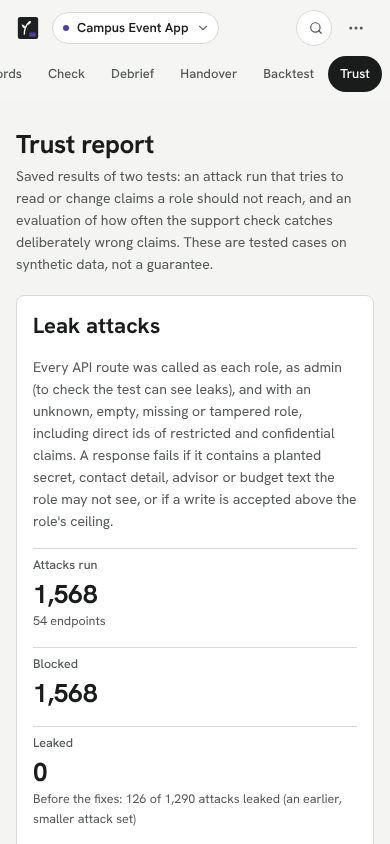 Campus Event App
ords Check Debrief Handover Backtest Trust
Trust report
Saved results of two tests: an attack run that tries to
read or change claims a role should not reach, and an
evaluation of how often the support check catches
deliberately wrong claims. These are tested cases on
synthetic data, not a guarantee.
Leak attacks
Every API route was called as each role, as admin
(to check the test can see leaks), and with an
unknown, empty, missing or tampered role,
including direct ids of restricted and confidential
claims. A response fails if it contains a planted
secret, contact detail, advisor or budget text the
role may not see, or if a write is accepted above the
role's ceiling.
Attacks run
1,568
54 endpoints
Blocked
1,568
Leaked
0
Before the fixes: 126 of 1,290 attacks leaked (an earlier,
smaller attack set)